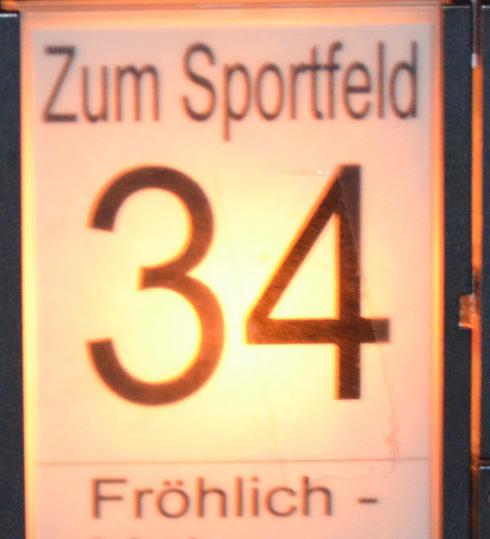 Zum Sportfeld
34
Fröhlich -